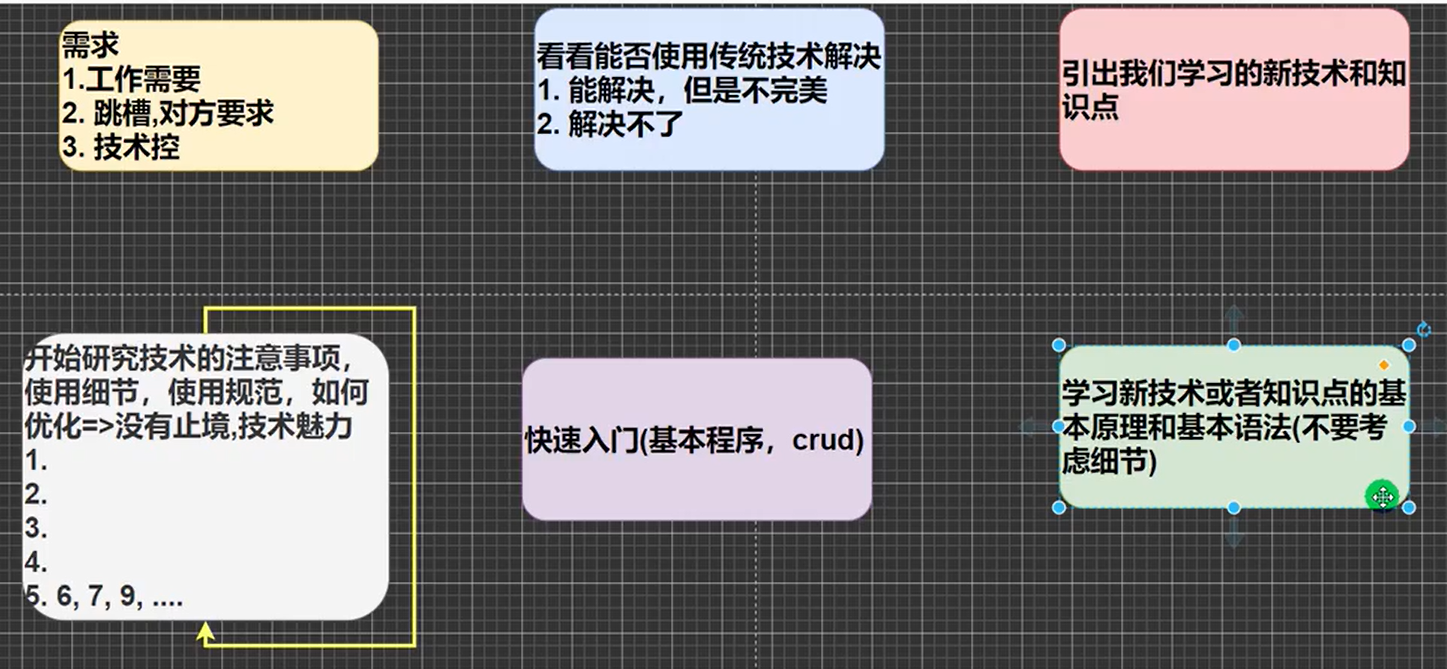 需求
1.工作需要
2. 跳槽,对方要求
3. 技术控
看看能否使用传统技术解决
1. 能解决，但是不完美
2. 解决不了
引出我们学习的新技术和知
识点
开始研究技术的注意事项，
使用细节，使用规范，如何
优化=>没有止境,技术魅力
1.
2.
3.
4.
5. 6, 7, 9, ....
快速入门(基本程序，crud)
学习新技术或者知识点的基
本原理和基本语法(不要考
虑细节)